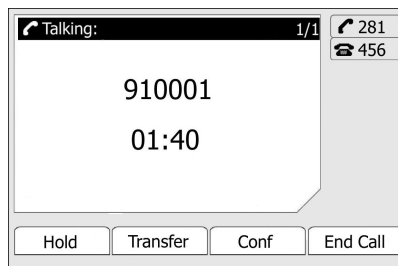 Talking: 1/1
281
456
910001
01:40
Hold Transfer Conf End Call